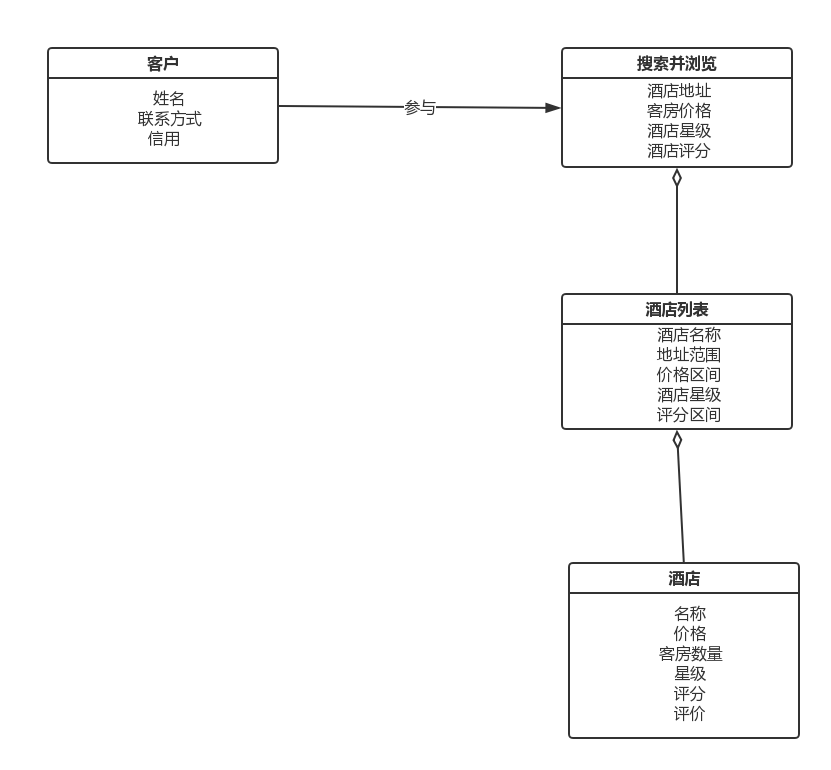 客户
姓名
联系方式
信用
参与
搜索并浏览
酒店地址
客房价格
酒店星级
酒店评分
酒店列表
酒店名称
地址范围
价格区间
酒店星级
评分区间
酒店
名称
价格
客房数量
星级
评分
评价